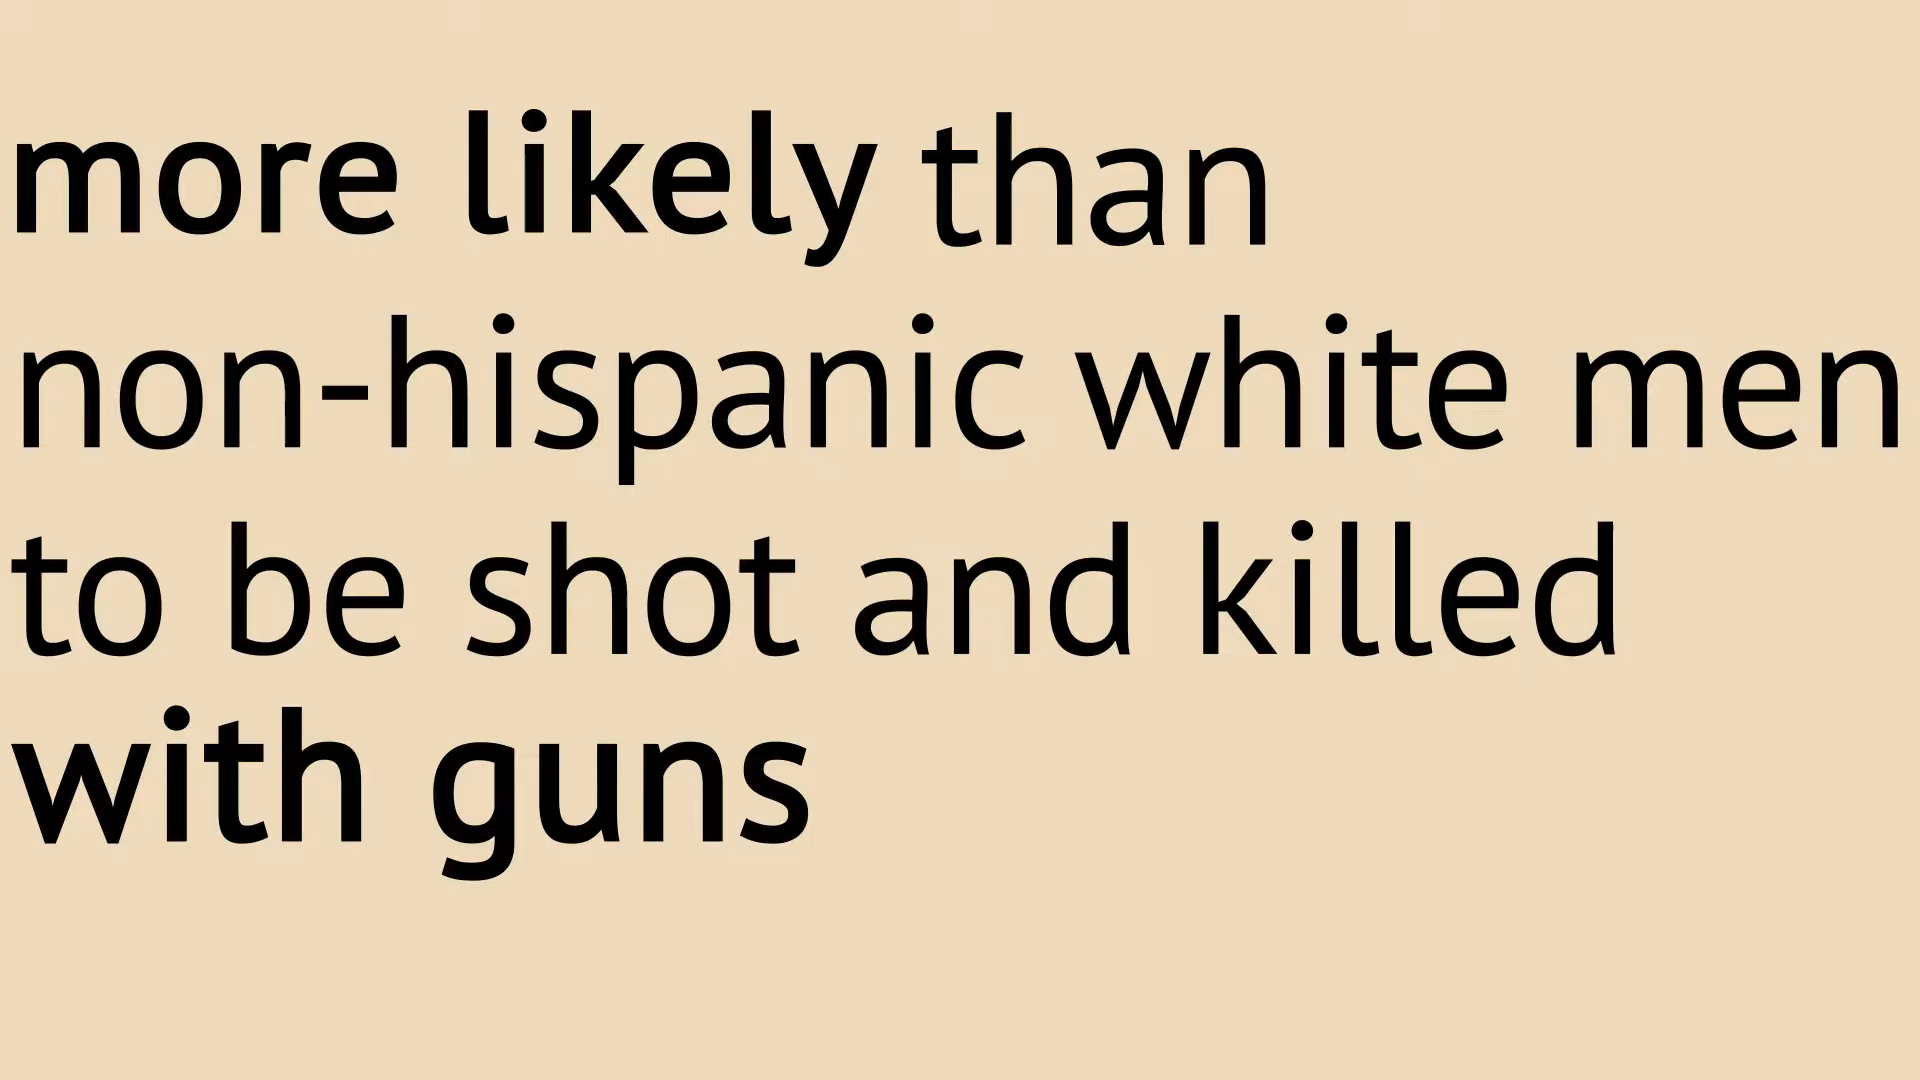 more likely than
non-hispanic white men
to be shot and killed
with guns